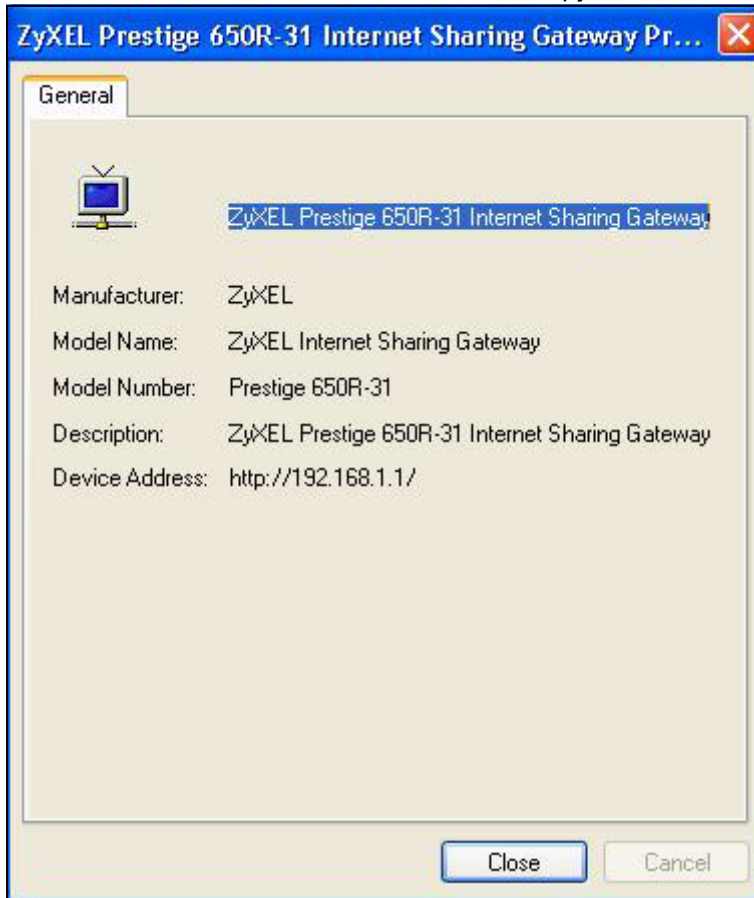 ZyXEL Prestige 650R-31 Internet Sharing Gateway Pr...
General
ZyXEL Prestige 650R-31 Internet Sharing Gateway
Manufacturer: ZyXEL
Model Name: ZyXEL Internet Sharing Gateway
Model Number: Prestige 650R-31
Description: ZyXEL Prestige 650R-31 Internet Sharing Gateway
Device Address: http://192.168.1.1/
Close Cancel